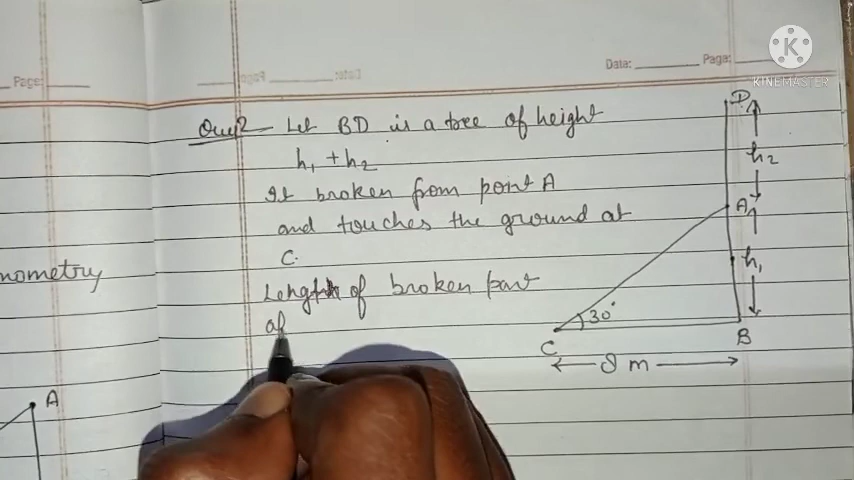 Page:
Date: Page:
K
KINEMASTER
Que2 - Let BD is a tree of height
h₁ + h₂
It broken from point A
and touches the ground at
C.
Length of broken part
of
nometry
A
D
h₂
A
h₁
30°
C
B
8 m